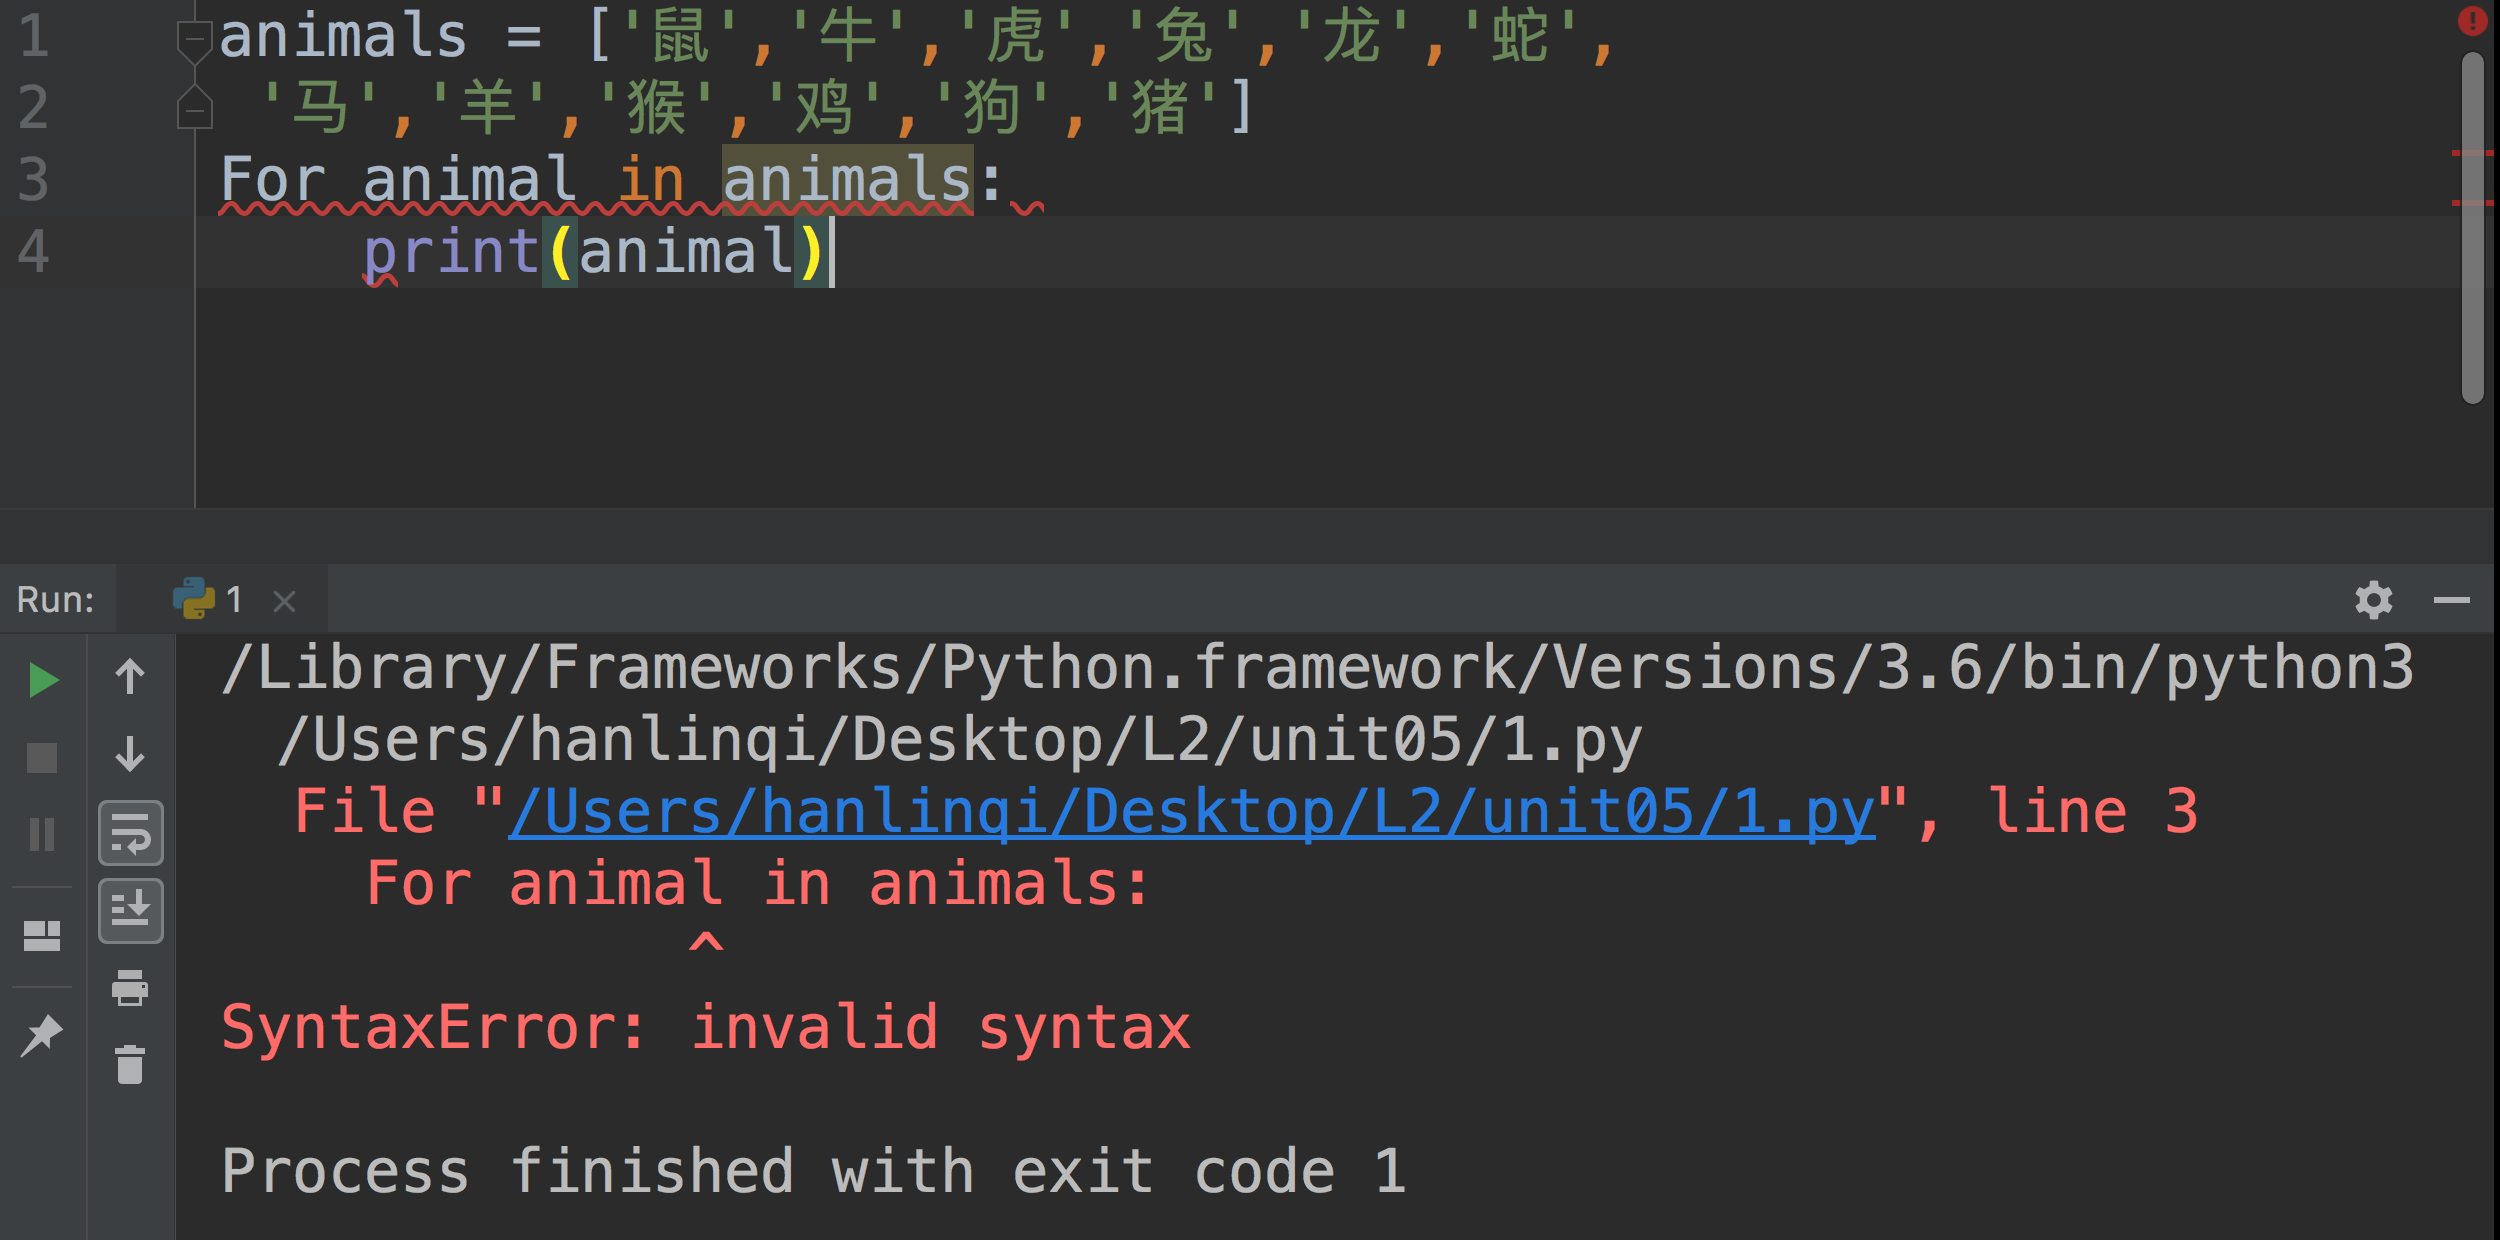 1 animals = ['鼠','牛','虎','兔','龙','蛇',
2 '马','羊','猴','鸡','狗','猪']
3 For animal in animals:
4 print(animal)
Run: 1
/Library/Frameworks/Python.framework/Versions/3.6/bin/python3
/Users/hanlinqi/Desktop/L2/unit05/1.py
File "/Users/hanlinqi/Desktop/L2/unit05/1.py", line 3
For animal in animals:
^
SyntaxError: invalid syntax
Process finished with exit code 1